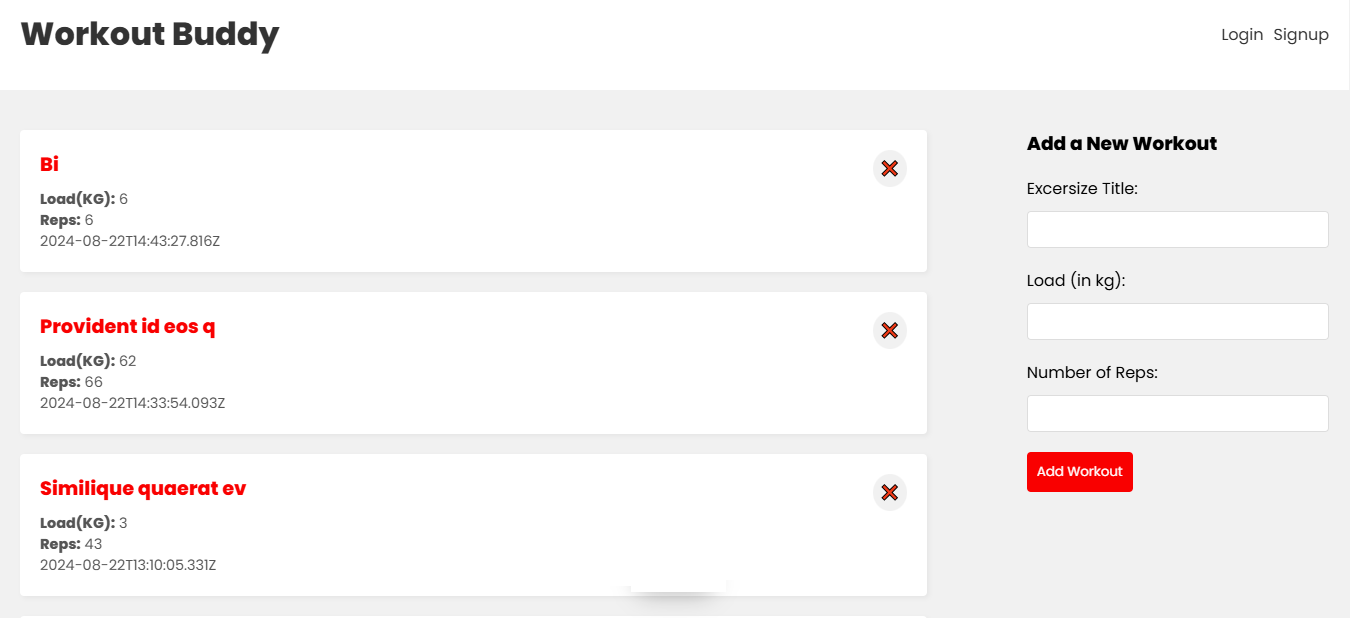 Workout Buddy
Login Signup
Bi
Load(KG): 6
Reps: 6
2024-08-22T14:43:27.816Z
Provident id eos q
Load(KG): 62
Reps: 66
2024-08-22T14:33:54.093Z
Similique quaerat ev
Load(KG): 3
Reps: 43
2024-08-22T13:10:05.331Z
Add a New Workout
Excersize Title:
Load (in kg):
Number of Reps:
Add Workout